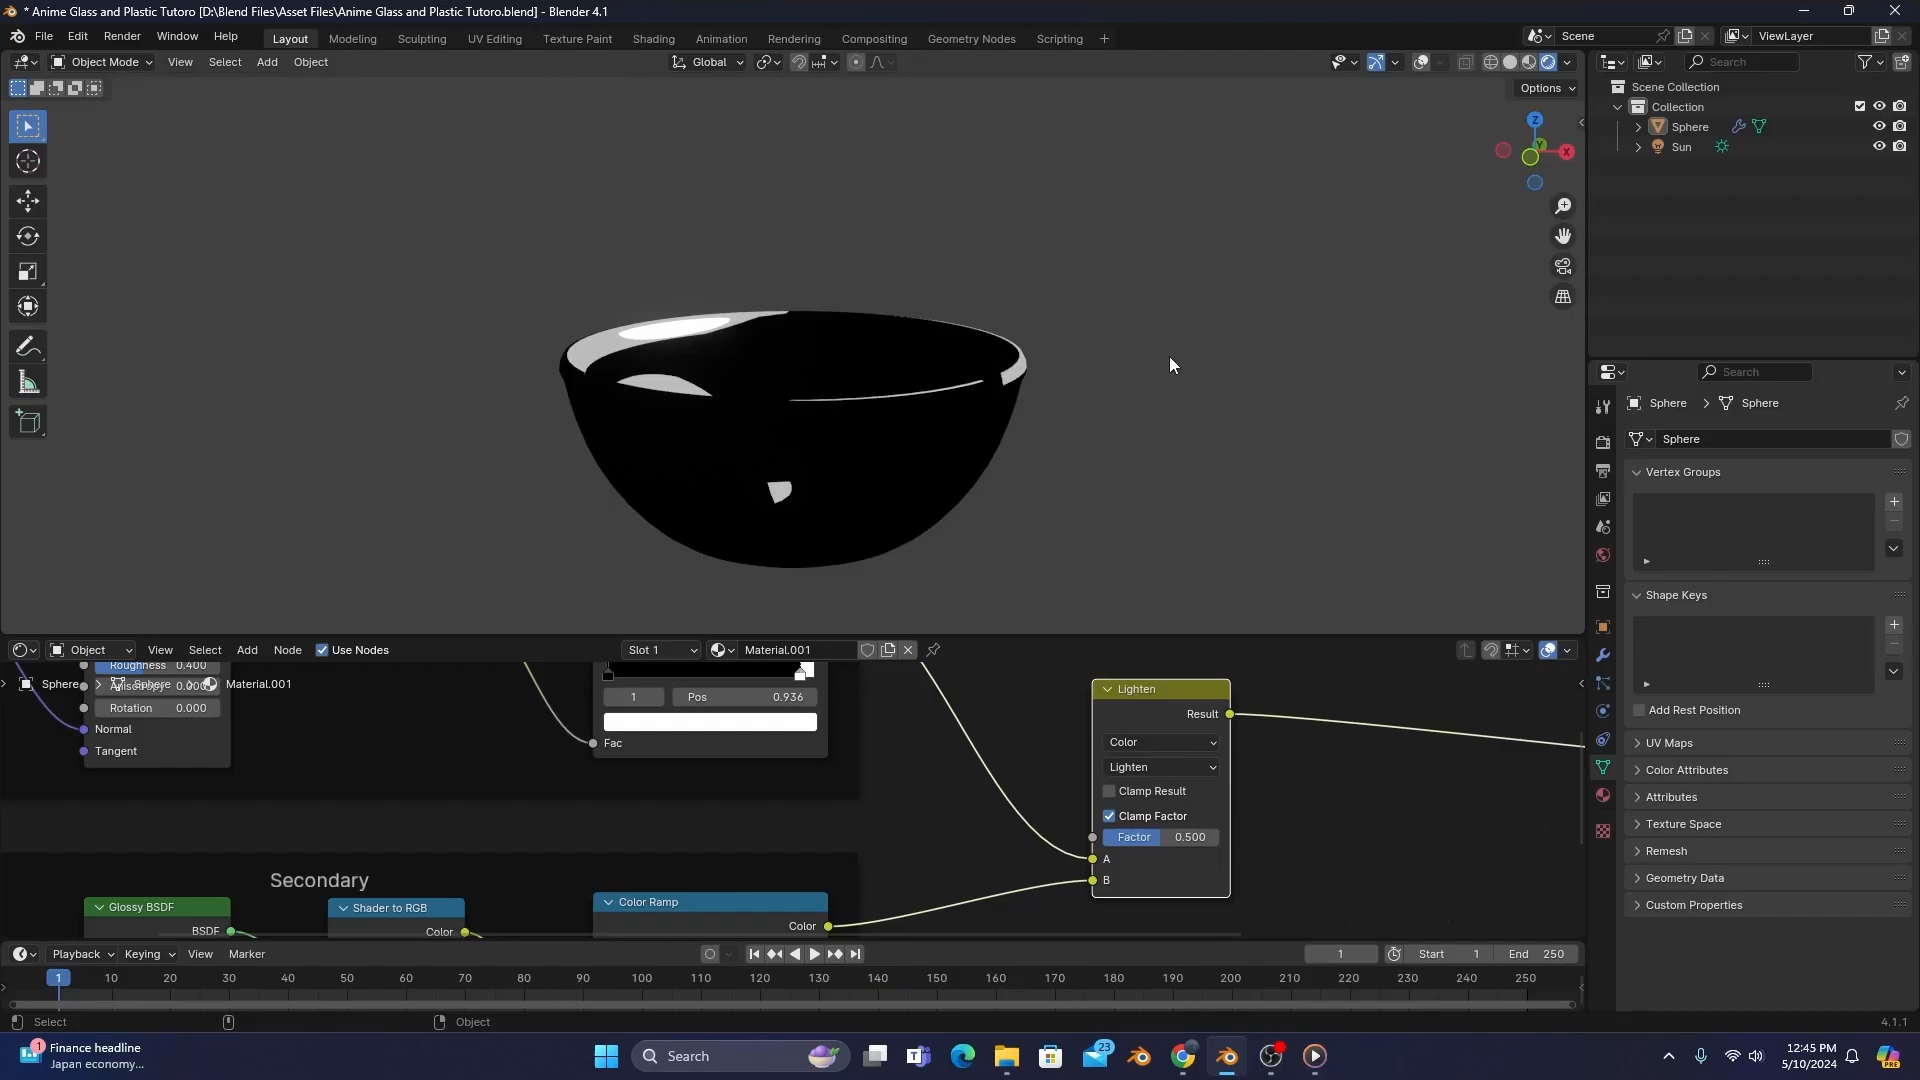 * Anime Glass and Plastic Tutoro [D:\Blend Files\Asset Files\Anime Glass and Plastic Tutoro.blend] - Blender 4.1
File Edit Render Window Help
Layout Modeling Sculpting UV Editing Texture Paint Shading Animation Rendering Compositing Geometry Nodes Scripting +
Scene
ViewLayer
Object Mode View Select Add Object
Global
Search
Options
Scene Collection
Collection
Sphere
Sun
Z
Y
X
Search
Sphere > Sphere
Sphere
Vertex Groups
Shape Keys
Add Rest Position
UV Maps
Color Attributes
Attributes
Texture Space
Remesh
Geometry Data
Custom Properties
Object View Select Add Node Use Nodes
Slot 1
Material.001
Sphere Sphere Material.001
Roughness 0.400
Anisotropy 0.000
Rotation 0.000
Normal
Tangent
1 Pos 0.936
Fac
Lighten
Result
Color
Lighten
Clamp Result
Clamp Factor
Factor 0.500
A
B
Secondary
Glossy BSDF
BSDF
Shader to RGB
Color
Color Ramp
Color
Playback Keying View Marker
1 Start 1 End 250
1 10 20 30 40 50 60 70 80 90 100 110 120 130 140 150 160 170 180 190 200 210 220 230 240 250
Select Object
4.1.1
1
Finance headline
Japan economy...
Search
23
12:45 PM
5/10/2024
PRE